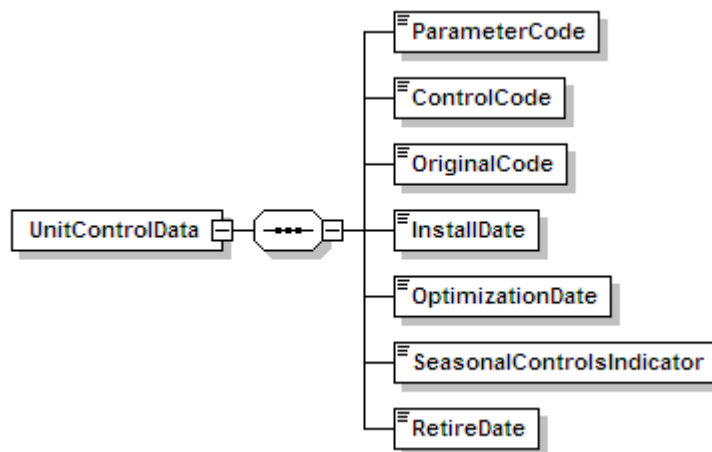 ParameterCode
ControlCode
OriginalCode
UnitControlData
InstallDate
OptimizationDate
SeasonalControlsIndicator
RetireDate